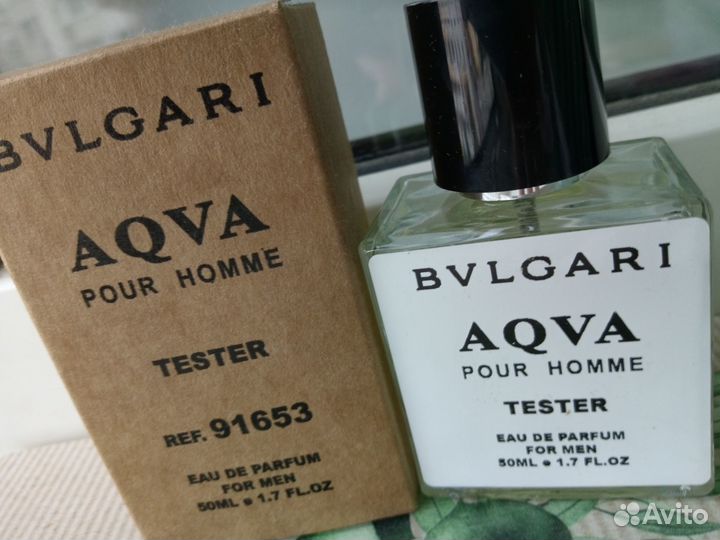 BVLGARI
AQVA
POUR HOMME
TESTER
REF. 91653
EAU DE PARFUM
FOR MEN
50ML ● 1.7 FL.OZ
BVLGARI
AQVA
POUR HOMME
TESTER
EAU DE PARFUM
FOR MEN
50ML ● 1.7 FL.OZ
Avito